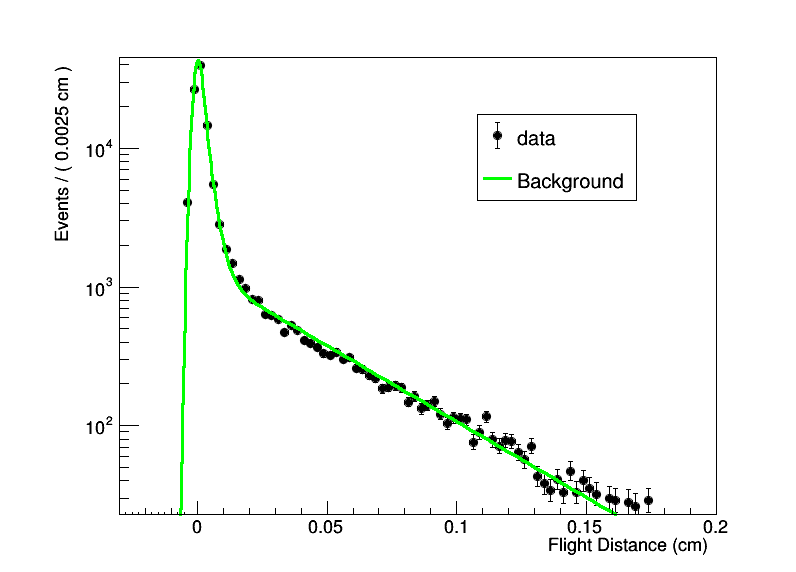 Events / ( 0.0025 cm )
10^4
10^3
10^2
data
Background
0
0.05
0.1
0.15
0.2
Flight Distance (cm)